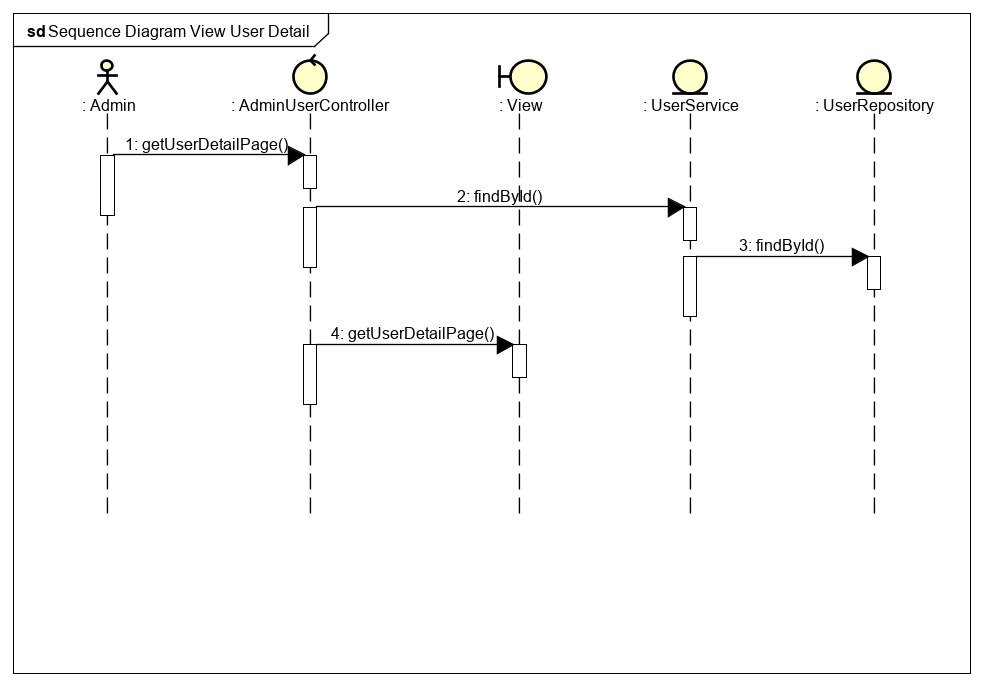 sd Sequence Diagram View User Detail
: Admin
: AdminUserController
: View
: UserService
: UserRepository
1: getUserDetailPage()
2: findById()
3: findById()
4: getUserDetailPage()